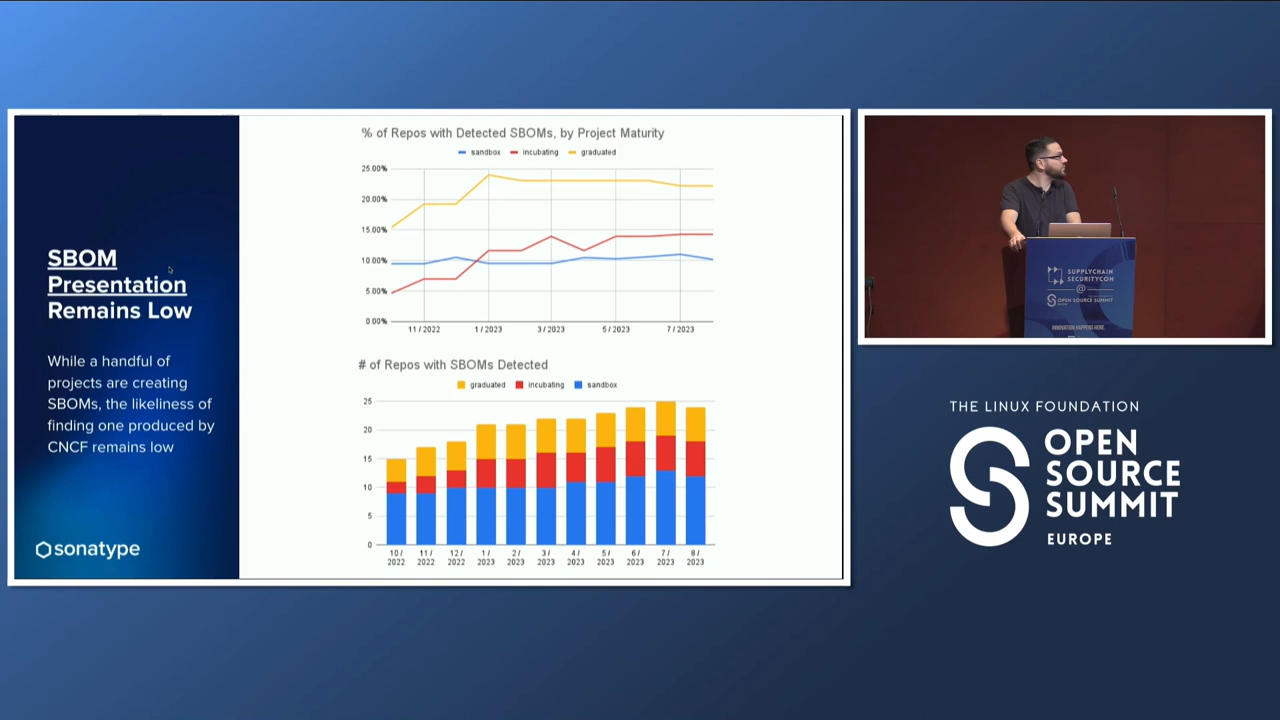 SBOM
Presentation
Remains Low
While a handful of
projects are creating
SBOMs, the likeliness of
finding one produced by
CNCF remains low
sonatype
% of Repos with Detected SBOMs, by Project Maturity
sandbox incubating graduated
25.00%
20.00%
15.00%
10.00%
5.00%
0.00%
11 / 2022 1 / 2023 3 / 2023 5 / 2023 7 / 2023
# of Repos with SBOMs Detected
graduated incubating sandbox
25
20
15
10
5
0
10 / 11 / 12 / 1 / 2 / 3 / 4 / 5 / 6 / 7 / 8 /
2022 2022 2022 2023 2023 2023 2023 2023 2023 2023 2023
SUPPLYCHAIN
SECURITYCON
@
OPEN SOURCE SUMMIT
INNOVATION HAPPENS HERE.
THE LINUX FOUNDATION
OPEN
SOURCE
SUMMIT
EUROPE